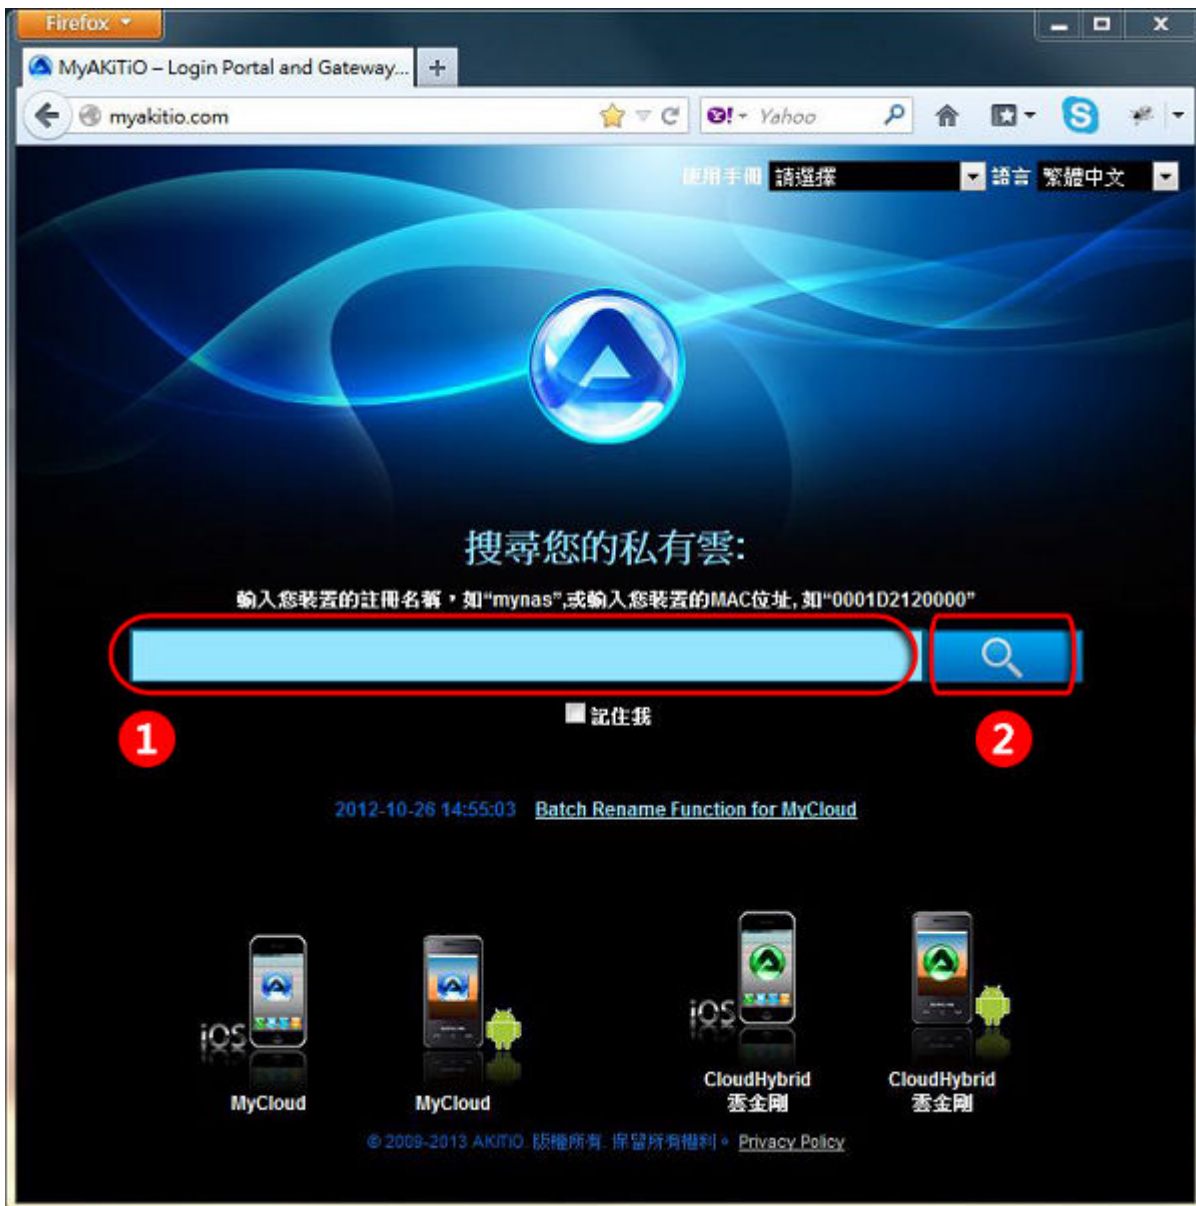 Firefox
MyAKiTiO – Login Portal and Gateway...
myakitio.com
Yahoo
使用手冊 請選擇 語言 繁體中文
搜尋您的私有雲:
輸入您裝置的註冊名稱，如“mynas”,或輸入您裝置的MAC位址, 如“0001D2120000”
記住我
1
2
2012-10-26 14:55:03 Batch Rename Function for MyCloud
iOS
iOS
MyCloud
MyCloud
CloudHybrid
雲金剛
CloudHybrid
雲金剛
© 2009-2013 AKiTiO. 版權所有. 保留所有權利。 Privacy Policy